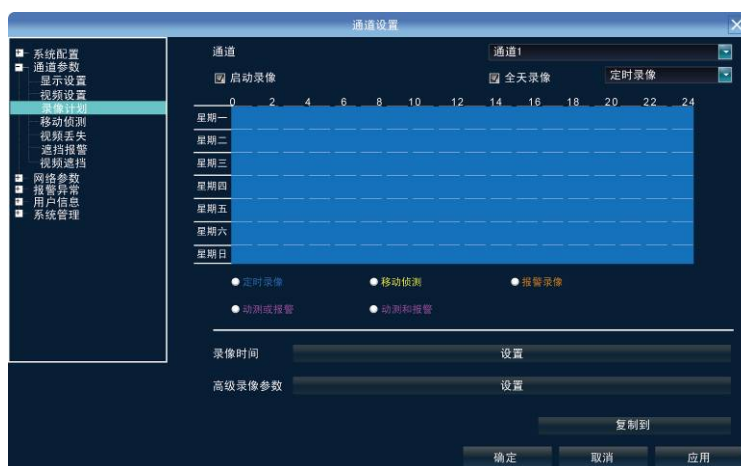 通道设置
系统配置
通道参数
显示设置
视频设置
录像计划
移动侦测
视频丢失
遮挡报警
视频遮挡
网络参数
报警异常
用户信息
系统管理
通道 通道1
启动录像 全天录像 定时录像
0 2 4 6 8 10 12 14 16 18 20 22 24
星期一
星期二
星期三
星期四
星期五
星期六
星期日
定时录像 移动侦测 报警录像
动测或报警 动测和报警
录像时间 设置
高级录像参数 设置
复制到
确定 取消 应用